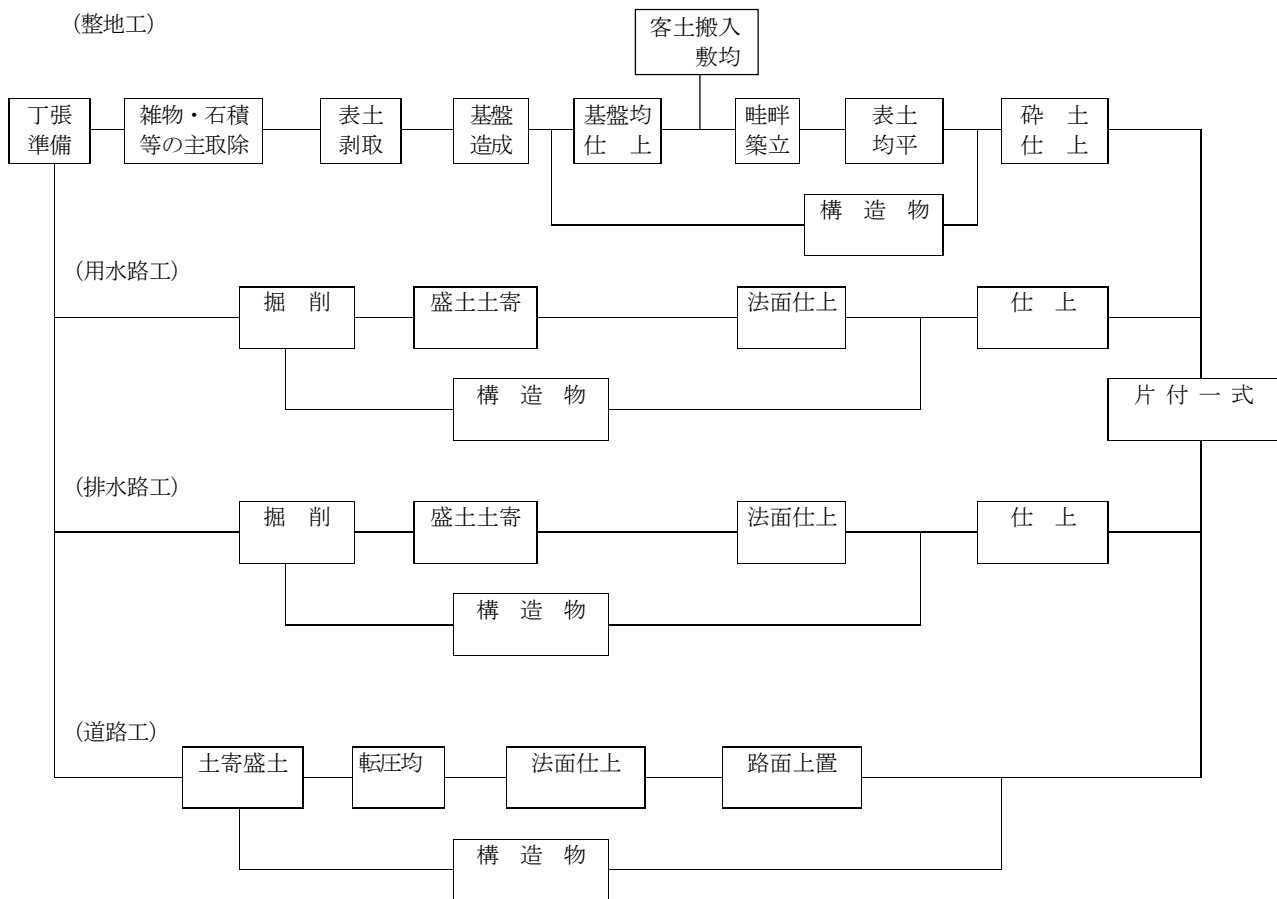 (整地工)
客土搬入
敷均
丁張
準備
雑物・石積
等の主取除
表土
剥取
基盤
造成
基盤均
仕　上
畦畔
築立
表土
均平
砕　土
仕　上
構　造　物
(用水路工)
掘　削
盛土土寄
法面仕上
仕　上
構　造　物
片 付 一 式
(排水路工)
掘　削
盛土土寄
法面仕上
仕　上
構　造　物
(道路工)
土寄盛土
転圧均
法面仕上
路面上置
構　造　物